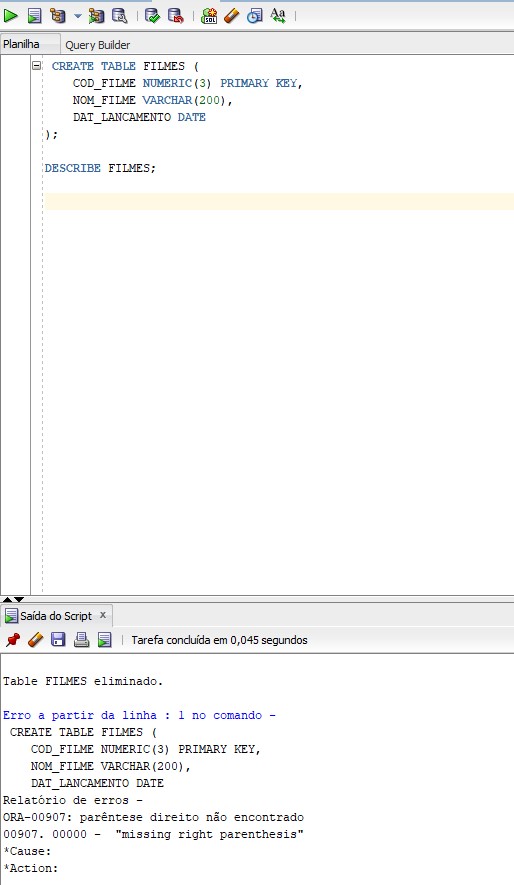 SQL
Aa
Planilha Query Builder
CREATE TABLE FILMES (
COD_FILME NUMERIC(3) PRIMARY KEY,
NOM_FILME VARCHAR(200),
DAT_LANCAMENTO DATE
);
DESCRIBE FILMES;
Saída do Script x
Tarefa concluída em 0,045 segundos
Table FILMES eliminado.
Erro a partir da linha : 1 no comando -
CREATE TABLE FILMES (
COD_FILME NUMERIC(3) PRIMARY KEY,
NOM_FILME VARCHAR(200),
DAT_LANCAMENTO DATE
Relatório de erros -
ORA-00907: parêntese direito não encontrado
00907. 00000 -  "missing right parenthesis"
*Cause:
*Action: